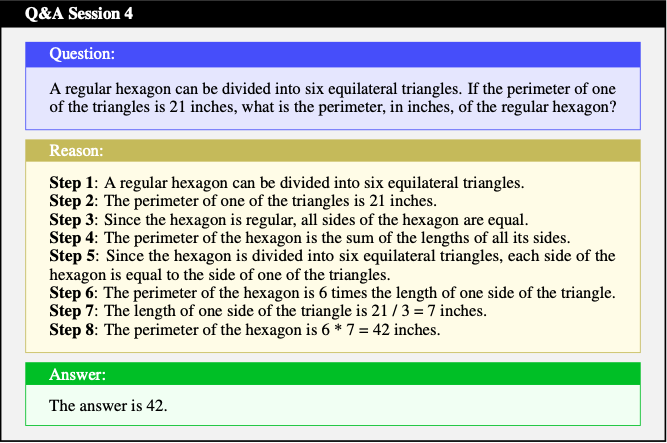 Q&A Session 4
Question:
A regular hexagon can be divided into six equilateral triangles. If the perimeter of one
of the triangles is 21 inches, what is the perimeter, in inches, of the regular hexagon?
Reason:
Step 1: A regular hexagon can be divided into six equilateral triangles.
Step 2: The perimeter of one of the triangles is 21 inches.
Step 3: Since the hexagon is regular, all sides of the hexagon are equal.
Step 4: The perimeter of the hexagon is the sum of the lengths of all its sides.
Step 5: Since the hexagon is divided into six equilateral triangles, each side of the
hexagon is equal to the side of one of the triangles.
Step 6: The perimeter of the hexagon is 6 times the length of one side of the triangle.
Step 7: The length of one side of the triangle is 21 / 3 = 7 inches.
Step 8: The perimeter of the hexagon is 6 * 7 = 42 inches.
Answer:
The answer is 42.